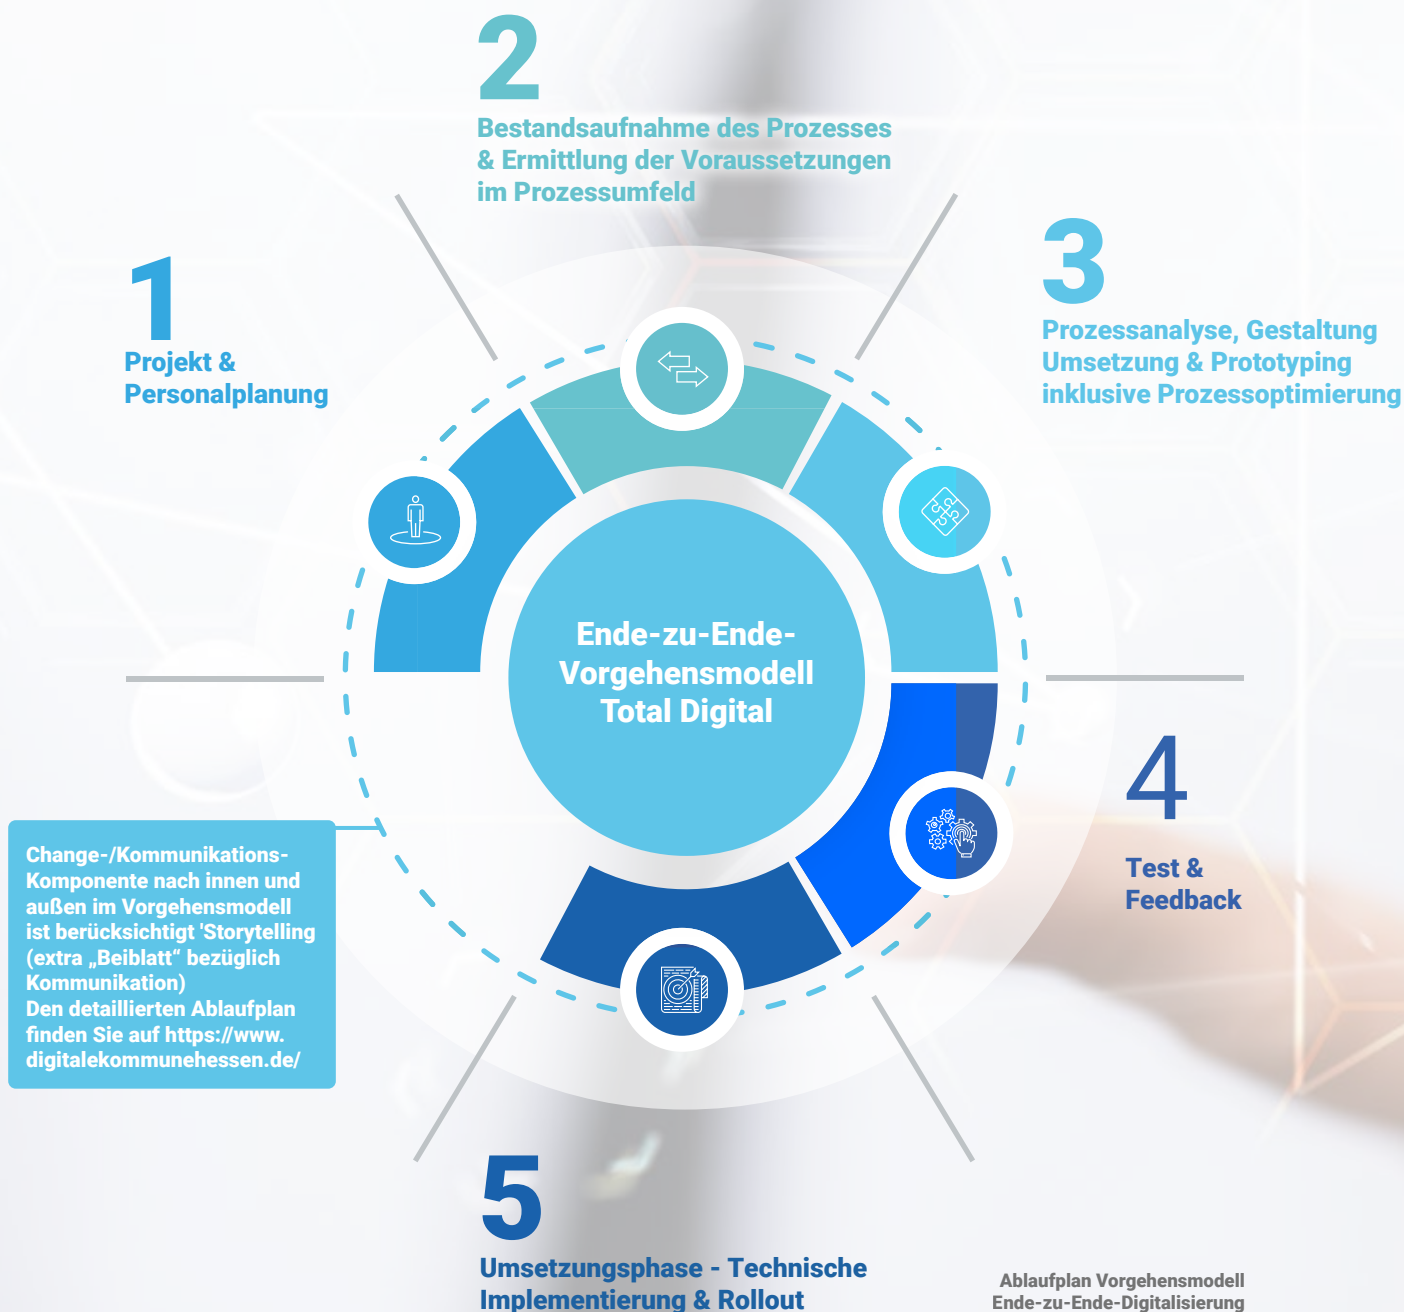 2
Bestandsaufnahme des Prozesses
& Ermittlung der Voraussetzungen
im Prozessumfeld
1
Projekt &
Personalplanung
3
Prozessanalyse, Gestaltung
Umsetzung & Prototyping
inklusive Prozessoptimierung
Ende-zu-Ende-
Vorgehensmodell
Total Digital
4
Test &
Feedback
Change-/Kommunikations-
Komponente nach innen und
außen im Vorgehensmodell
ist berücksichtigt 'Storytelling
(extra „Beiblatt“ bezüglich
Kommunikation)
Den detaillierten Ablaufplan
finden Sie auf https://www.
digitalekommunehessen.de/
5
Umsetzungsphase - Technische
Implementierung & Rollout
Ablaufplan Vorgehensmodell
Ende-zu-Ende-Digitalisierung